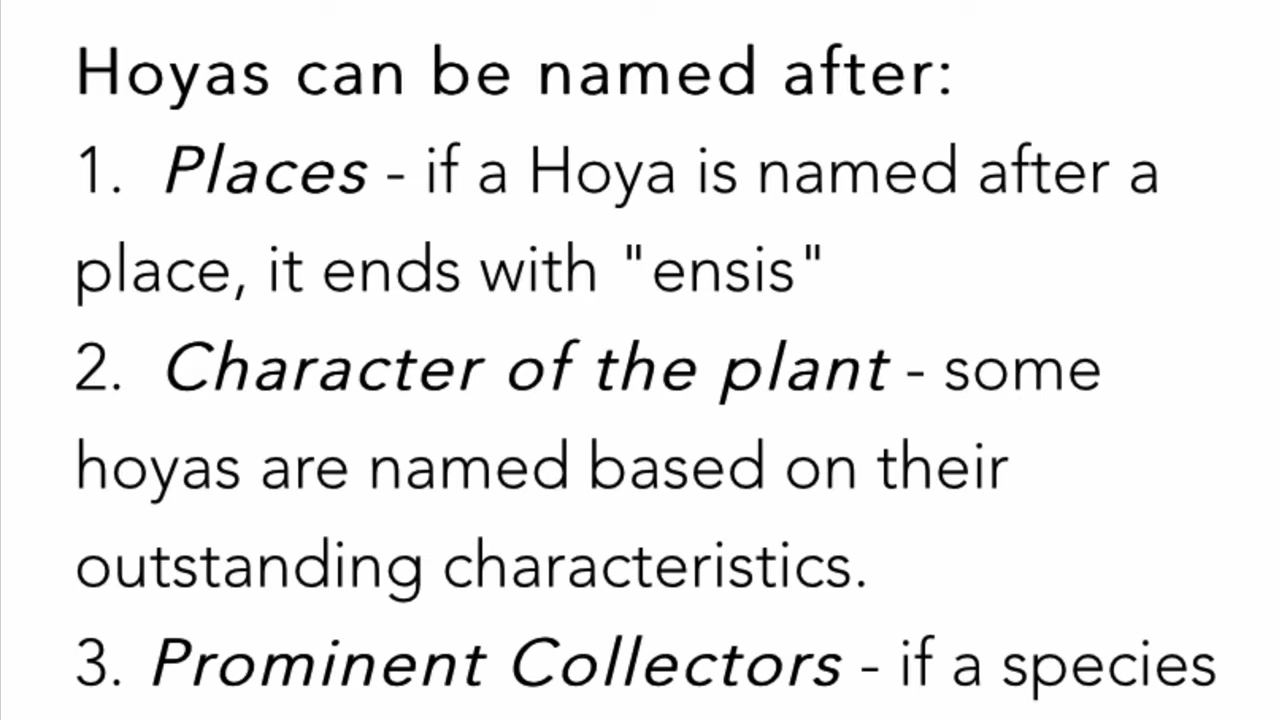 Hoyas can be named after:
1. Places - if a Hoya is named after a
place, it ends with "ensis"
2. Character of the plant - some
hoyas are named based on their
outstanding characteristics.
3. Prominent Collectors - if a species